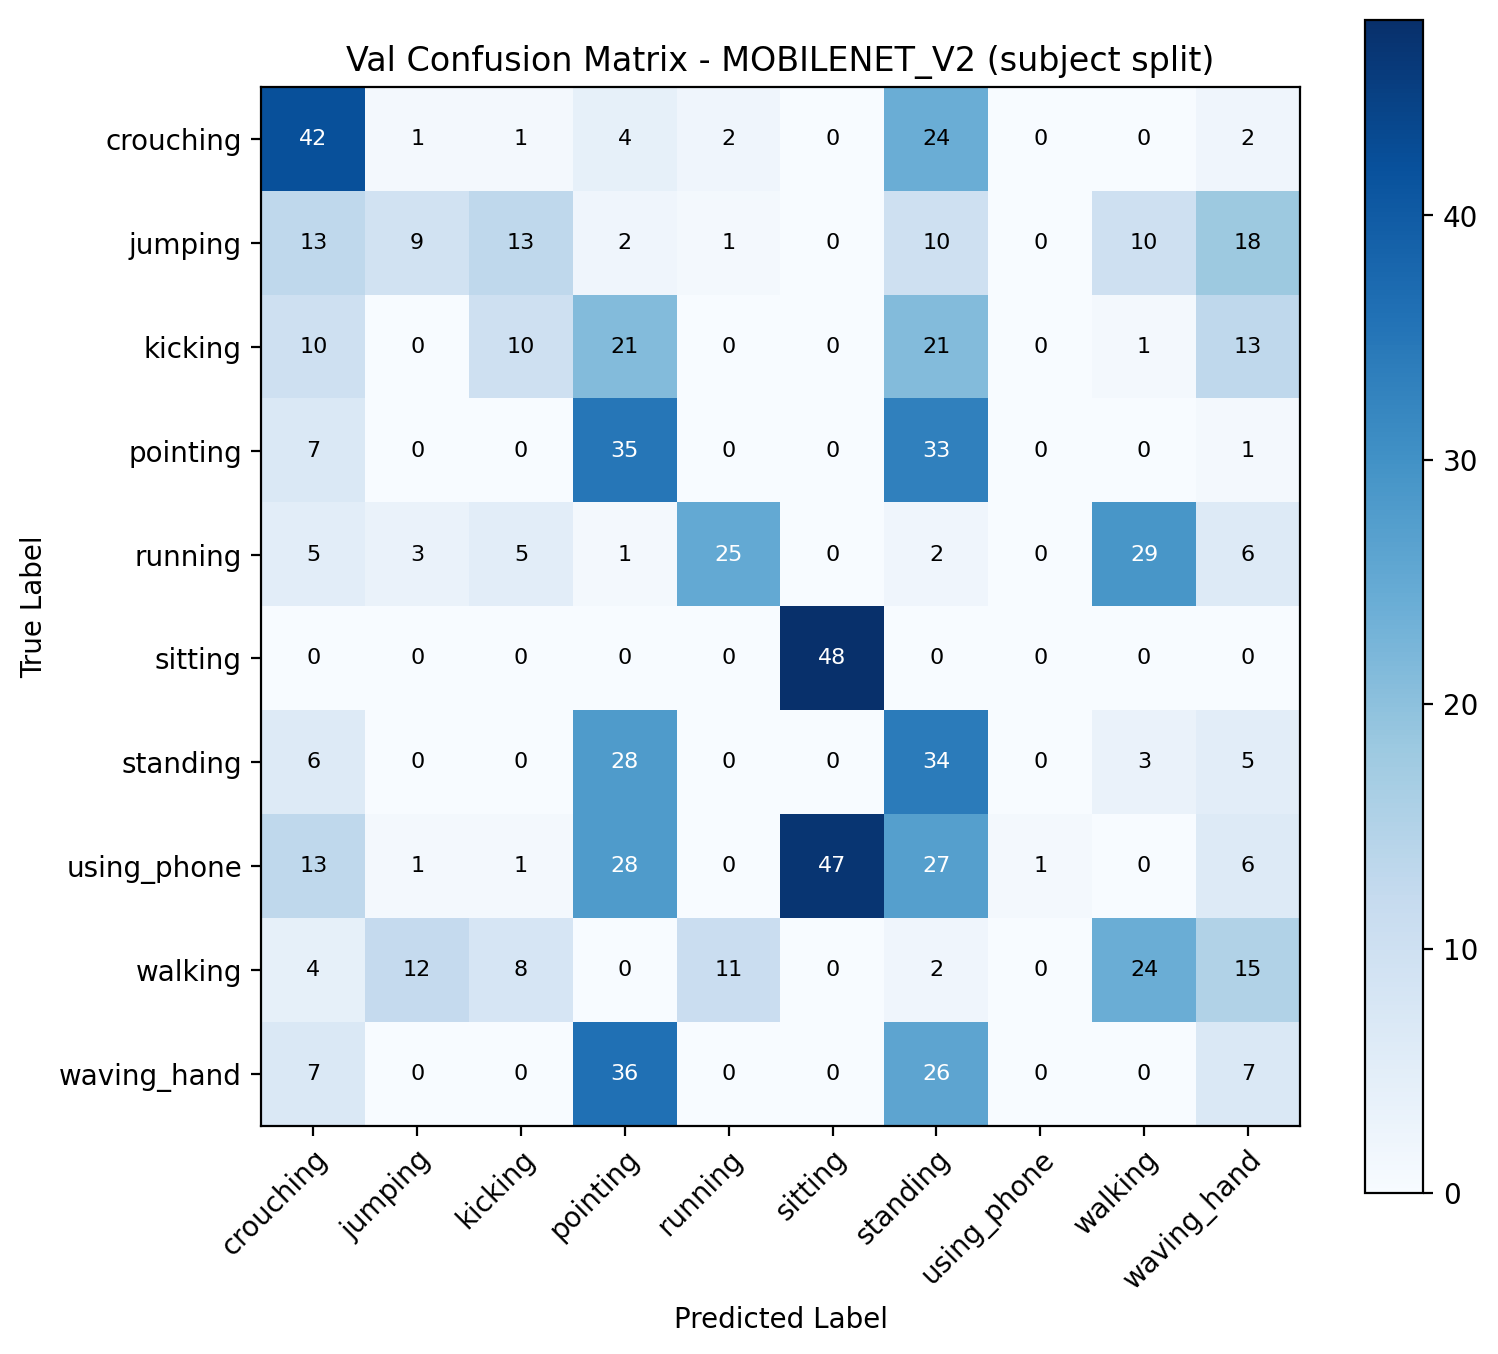 Val Confusion Matrix - MOBILENET_V2 (subject split)
True Label
crouching 42 1 1 4 2 0 24 0 0 2
jumping 13 9 13 2 1 0 10 0 10 18
kicking 10 0 10 21 0 0 21 0 1 13
pointing 7 0 0 35 0 0 33 0 0 1
running 5 3 5 1 25 0 2 0 29 6
sitting 0 0 0 0 0 48 0 0 0 0
standing 6 0 0 28 0 0 34 0 3 5
using_phone 13 1 1 28 0 47 27 1 0 6
walking 4 12 8 0 11 0 2 0 24 15
waving_hand 7 0 0 36 0 0 26 0 0 7
crouching jumping kicking pointing running sitting standing using_phone walking waving_hand
Predicted Label
40
30
20
10
0